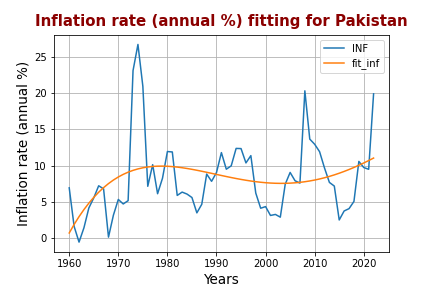 Inflation rate (annual %) fitting for Pakistan
Inflation rate (annual %)
25
20
15
10
5
0
INF
fit_inf
1960 1970 1980 1990 2000 2010 2020
Years